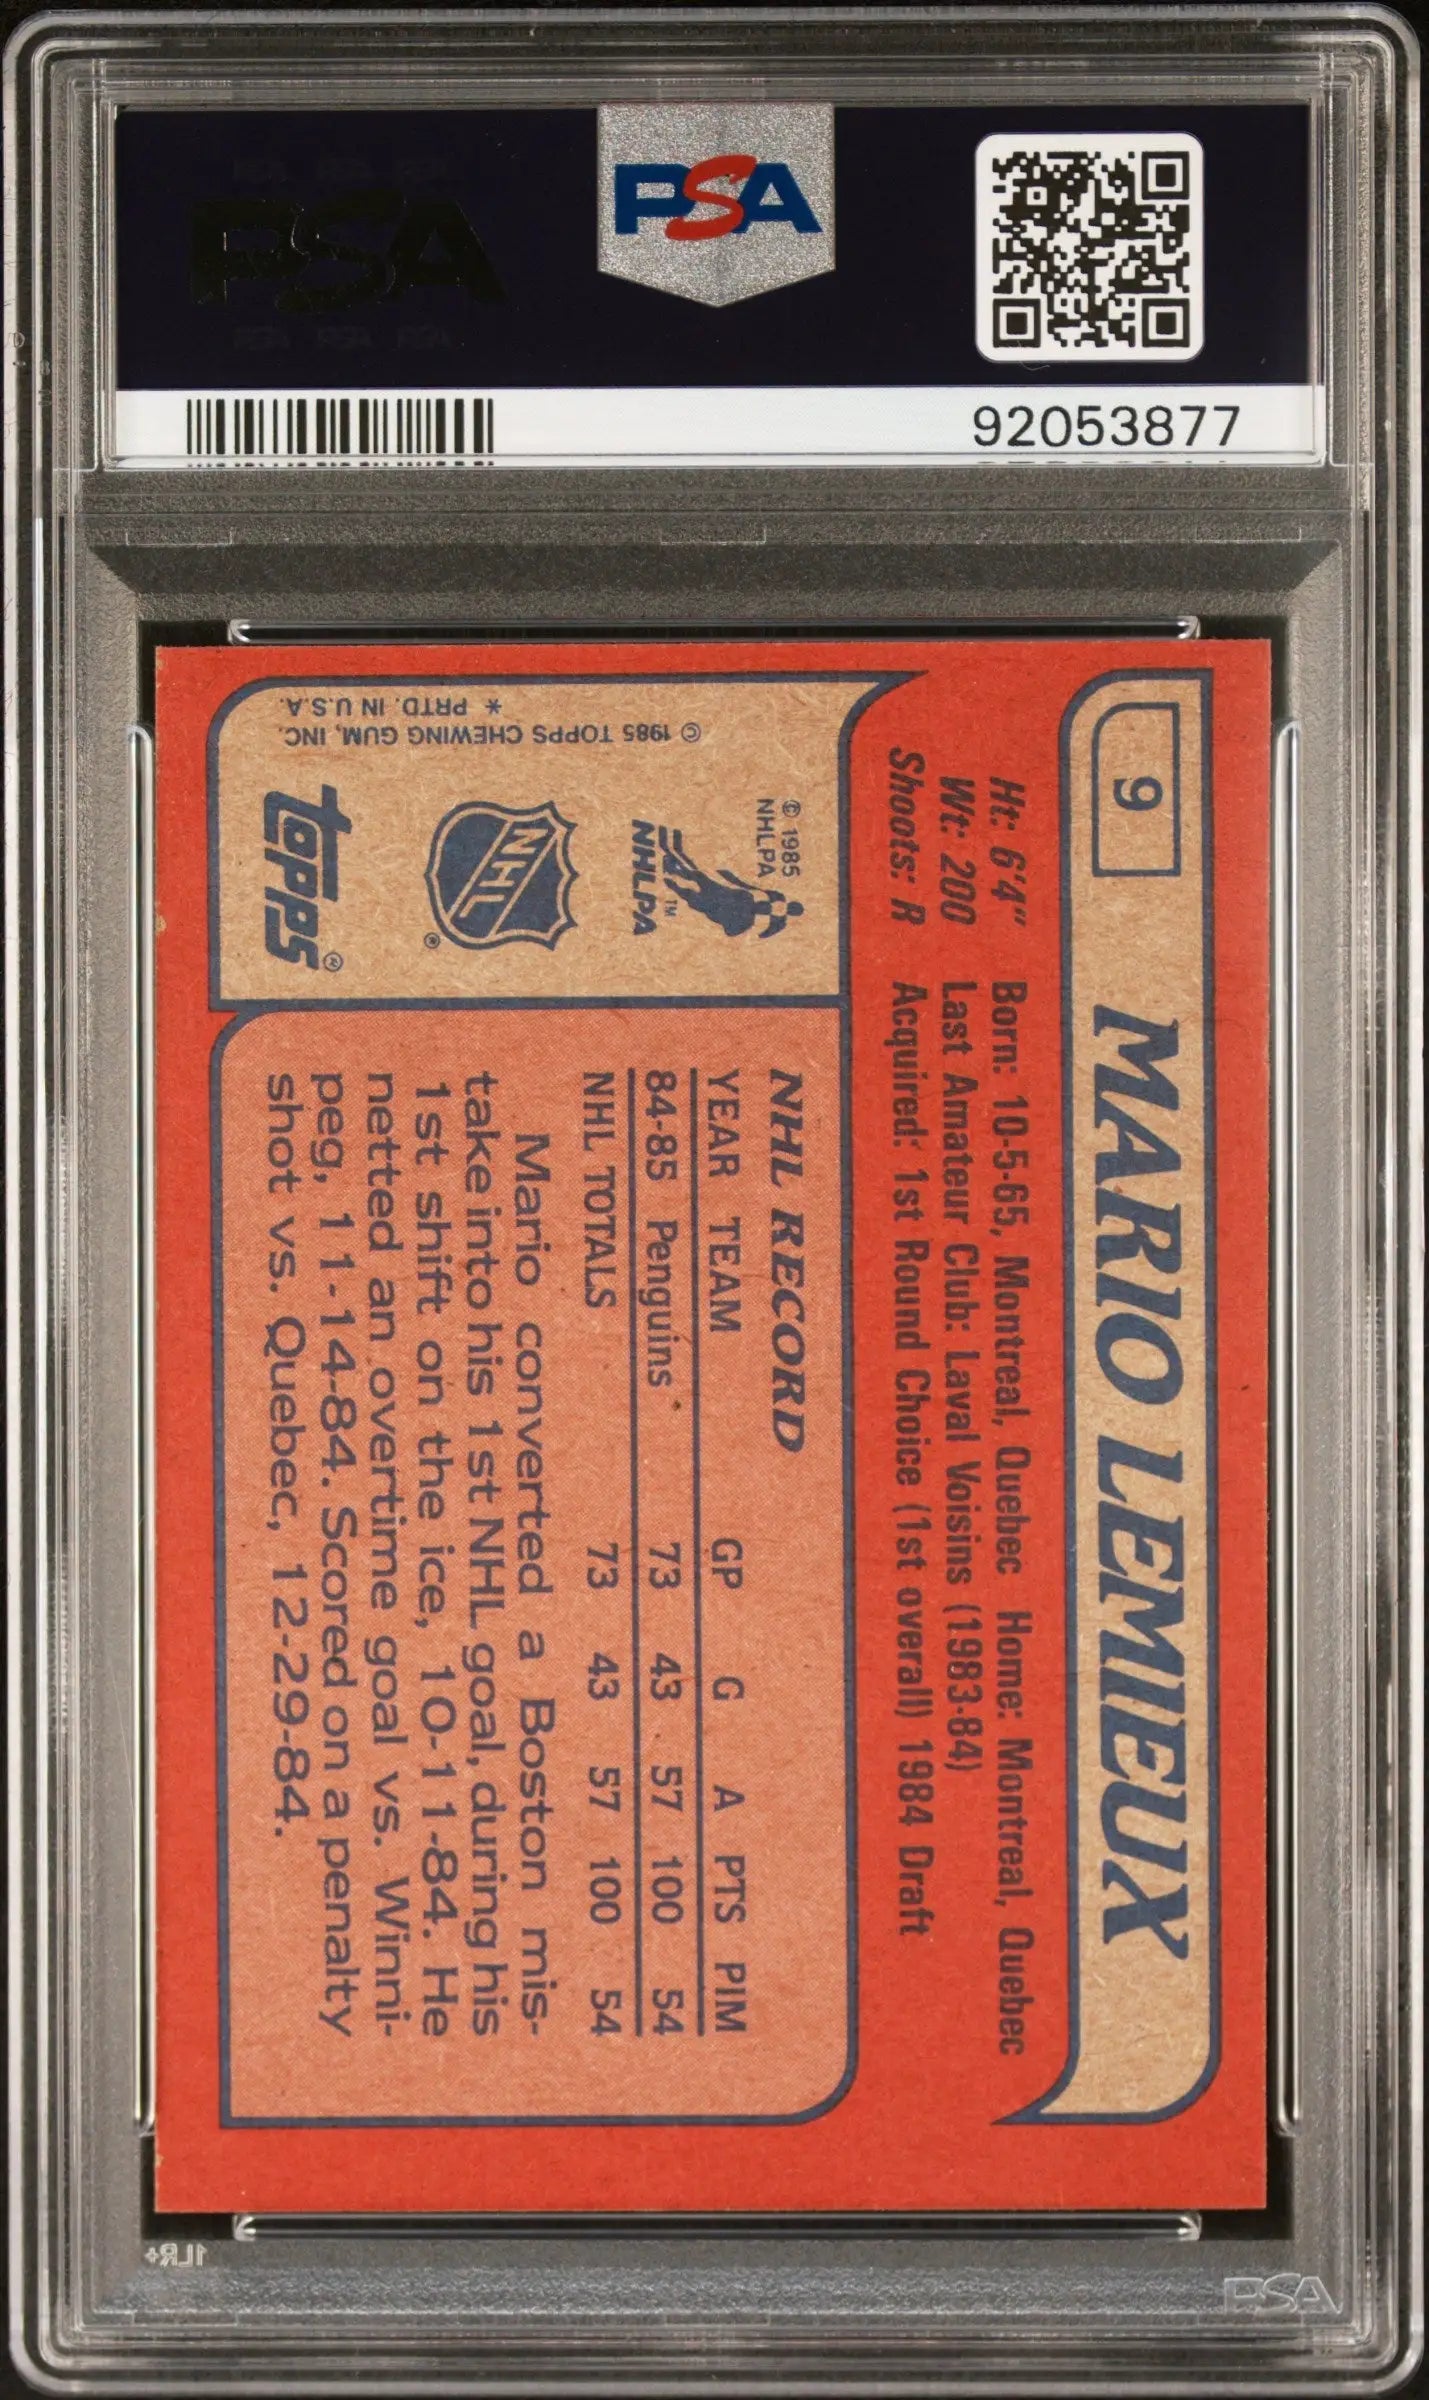 PSA
PSA
92053877
9
MARIO LEMIEUX
Ht: 6'4" Born: 10-5-65, Montreal, Quebec Home: Montreal, Quebec
Wt: 200 Last Amateur Club: Laval Voisins (1983-84)
Shoots: R Acquired: 1st Round Choice (1st overall) 1984 Draft
© 1985
NHLPA
NHLPA™
NHL®
topps®
© 1985 TOPPS CHEWING GUM, INC.
* PRTD. IN U.S.A.
NHL RECORD
YEAR TEAM GP G A PTS PIM
84-85 Penguins 73 43 57 100 54
NHL TOTALS 73 43 57 100 54
Mario converted a Boston mis-
take into his 1st NHL goal, during his
1st shift on the ice, 10-11-84. He
netted an overtime goal vs. Winni-
peg, 11-14-84. Scored on a penalty
shot vs. Quebec, 12-29-84.
1LR+
PSA